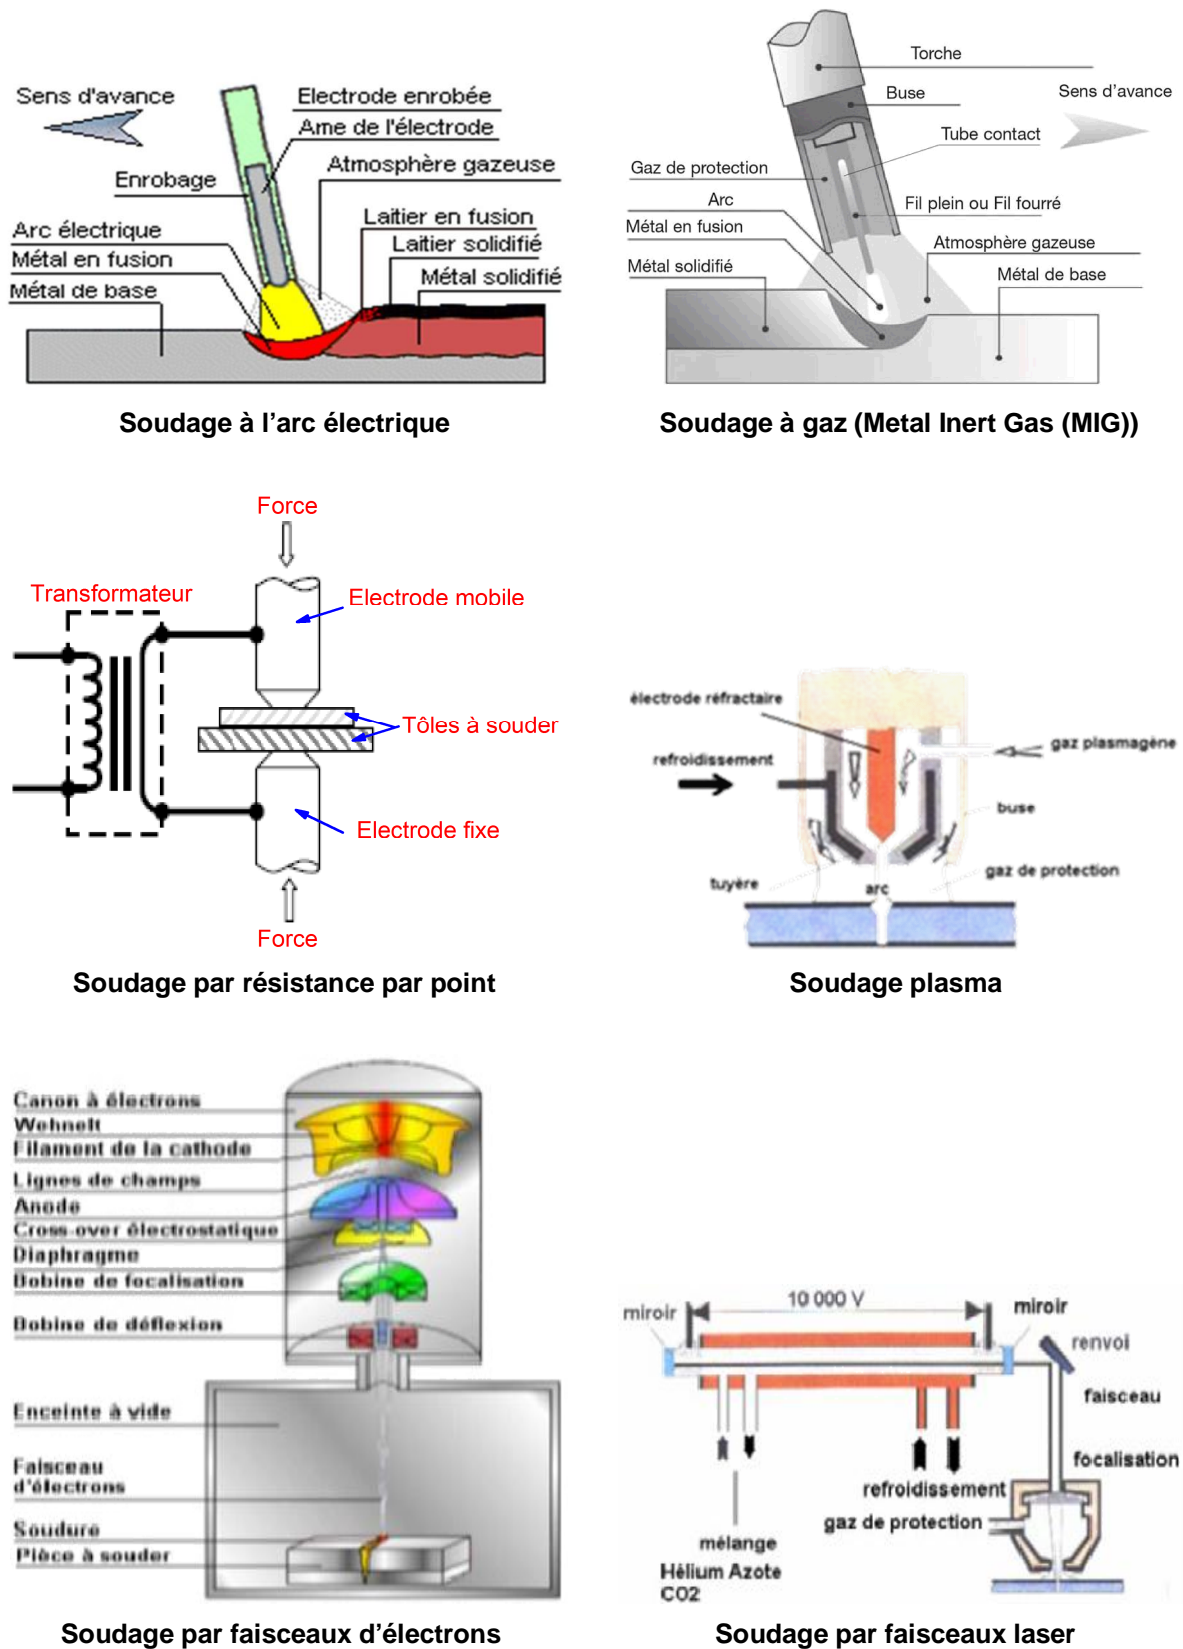 Sens d'avance
Electrode enrobée
Ame de l'électrode
Atmosphère gazeuse
Enrobage
Laitier en fusion
Arc électrique
Laitier solidifié
Métal en fusion
Métal solidifié
Métal de base
Soudage à l'arc électrique
Torche
Buse
Sens d'avance
Tube contact
Gaz de protection
Arc
Fil plein ou Fil fourré
Métal en fusion
Atmosphère gazeuse
Métal solidifié
Métal de base
Soudage à gaz (Metal Inert Gas (MIG))
Force
Transformateur
Electrode mobile
Tôles à souder
Electrode fixe
Force
Soudage par résistance par point
électrode réfractaire
gaz plasmagène
refroidissement
buse
gaz de protection
tuyère
arc
Soudage plasma
Canon à électrons
Wehnelt
Filament de la cathode
Lignes de champs
Anode
Cross-over électrostatique
Diaphragme
Bobine de focalisation
Bobine de déflexion
Enceinte à vide
Faisceau
d'électrons
Soudure
Pièce à souder
Soudage par faisceaux d'électrons
10 000 V
miroir
miroir
renvoi
faisceau
focalisation
refroidissement
gaz de protection
mélange
Hélium Azote
CO2
Soudage par faisceaux laser